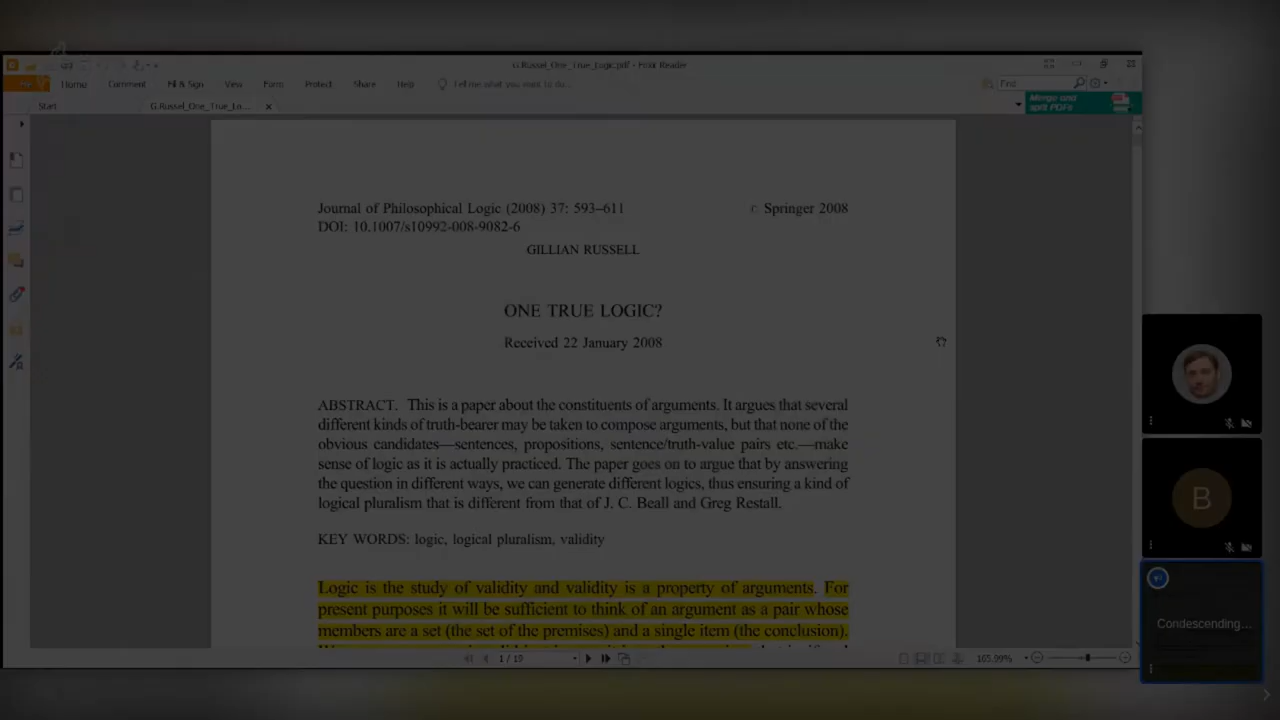 G.Russel_One_True_Logic.pdf - Foxit Reader
Home Comment Fill & Sign View Form Protect Share Help Tell me what you want to do... Find
Start G.Russel_One_True_Lo...
Merge and
split PDFs
Journal of Philosophical Logic (2008) 37: 593–611 Springer 2008
DOI: 10.1007/s10992-008-9082-6
GILLIAN RUSSELL
ONE TRUE LOGIC?
Received 22 January 2008
ABSTRACT. This is a paper about the constituents of arguments. It argues that several
different kinds of truth-bearer may be taken to compose arguments, but that none of the
obvious candidates—sentences, propositions, sentence/truth-value pairs etc.—make
sense of logic as it is actually practiced. The paper goes on to argue that by answering
the question in different ways, we can generate different logics, thus ensuring a kind of
logical pluralism that is different from that of J. C. Beall and Greg Restall.
KEY WORDS: logic, logical pluralism, validity
Logic is the study of validity and validity is a property of arguments. For
present purposes it will be sufficient to think of an argument as a pair whose
members are a set (the set of the premises) and a single item (the conclusion).
B
Condescending...
1 / 19
165.99%